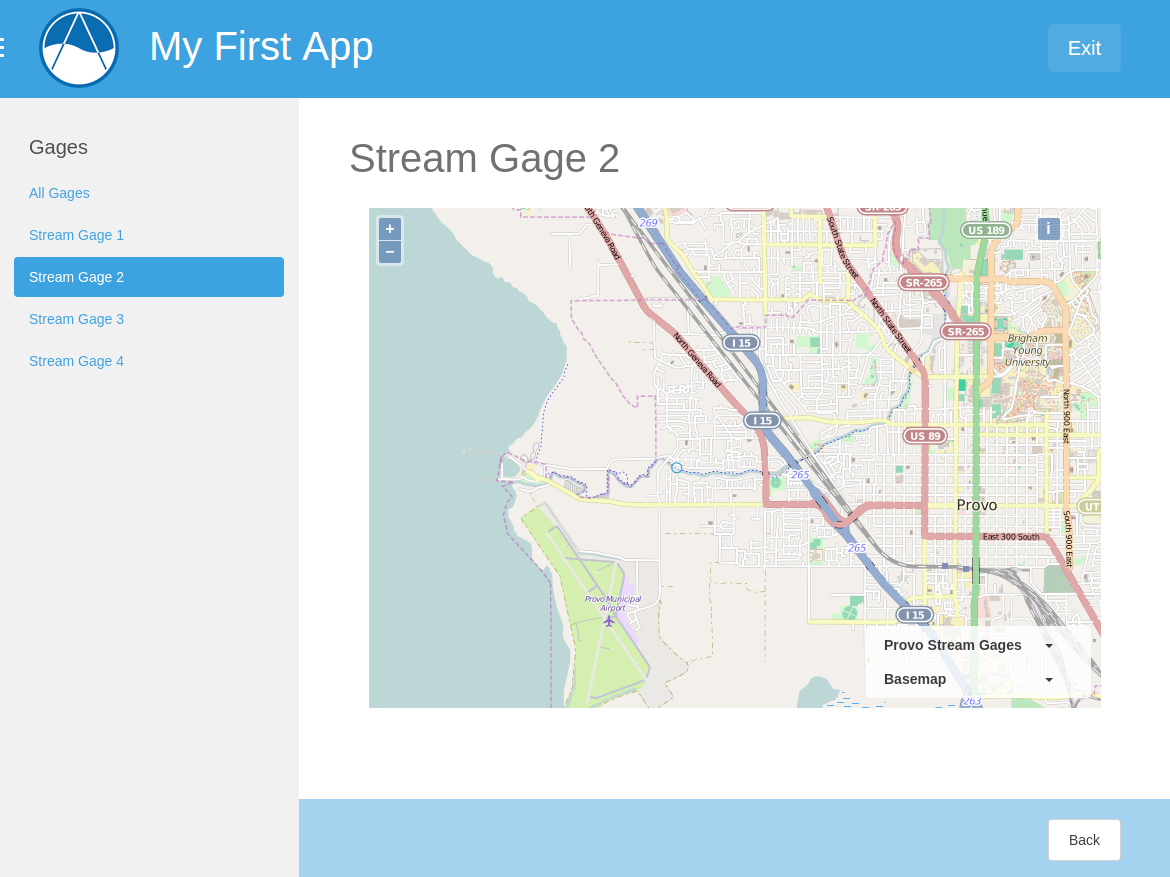 My First App
Exit
Gages
All Gages
Stream Gage 1
Stream Gage 2
Stream Gage 3
Stream Gage 4
Stream Gage 2
+
−
i
269
US 189
South State Street
SR-265
North State Street
SR-265
I 15
North Geneva Road
Brigham
Young
University
North 900 East
I 15
US 89
265
Provo
UT
East 300 South
South 900 East
265
Provo Municipal
Airport
I 15
Provo Stream Gages
Basemap
263
Back